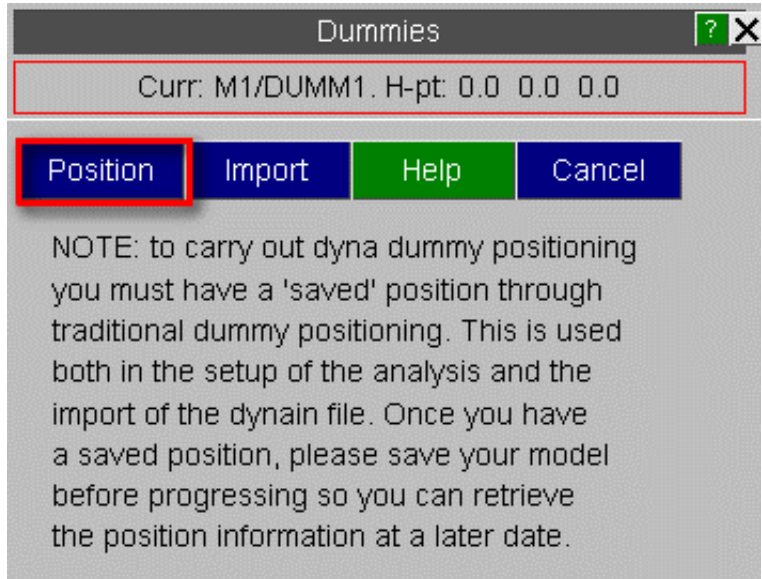 Dummies ?
Curr: M1/DUMM1. H-pt: 0.0 0.0 0.0
Position Import Help Cancel
NOTE: to carry out dyna dummy positioning
you must have a 'saved' position through
traditional dummy positioning. This is used
both in the setup of the analysis and the
import of the dynain file. Once you have
a saved position, please save your model
before progressing so you can retrieve
the position information at a later date.